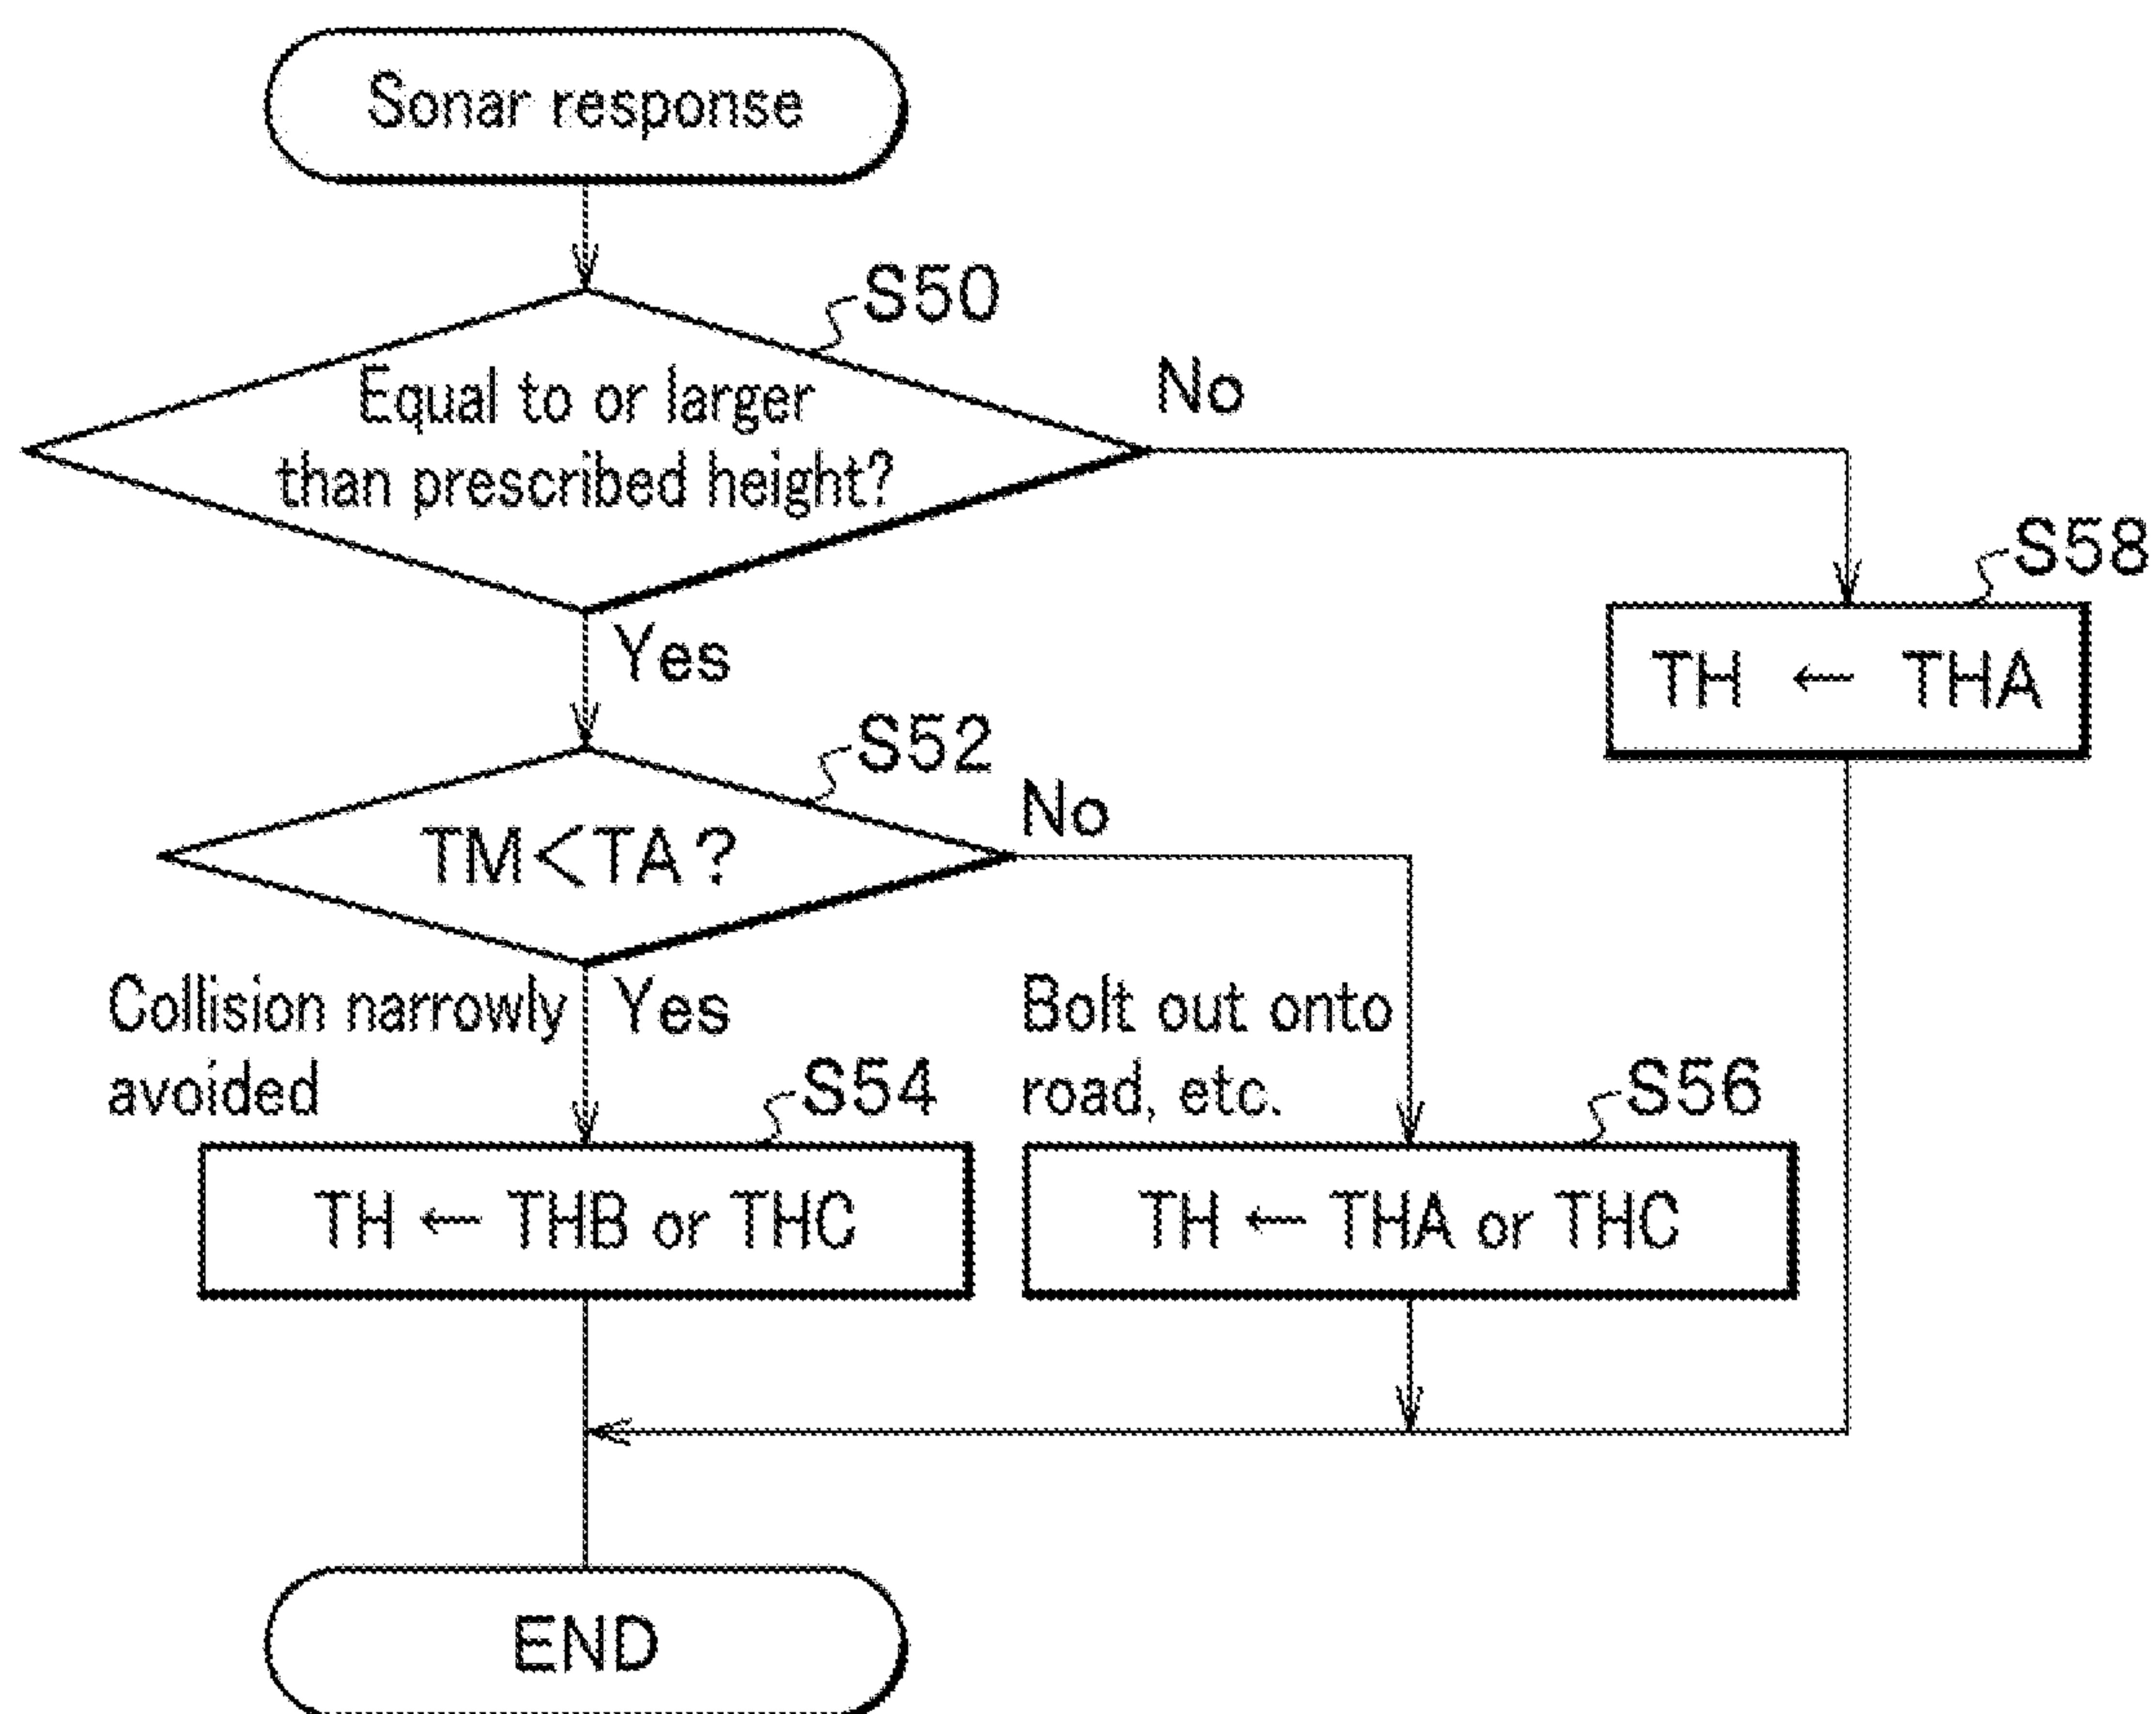 Sonar response
S50
Equal to or larger
than prescribed height?
No
Yes
S58
TH ← THA
S52
TM<TA?
No
Yes
Collision narrowly
avoided
Bolt out onto
road, etc.
S54
TH ← THB or THC
S56
TH ← THA or THC
END